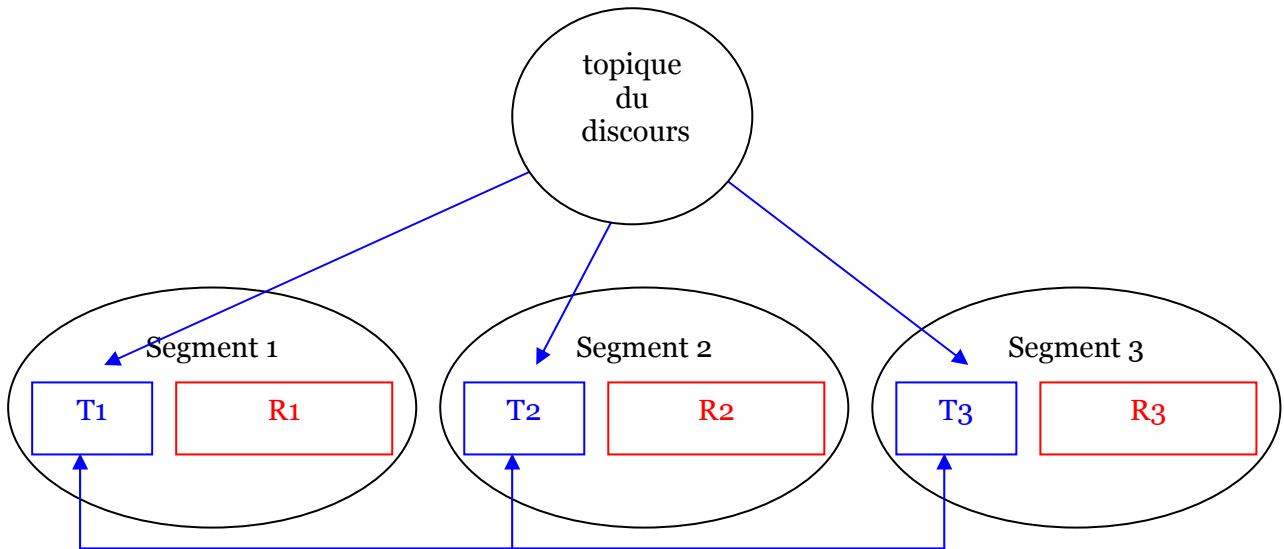 topique
du
discours
Segment 1
Segment 2
Segment 3
T1
R1
T2
R2
T3
R3